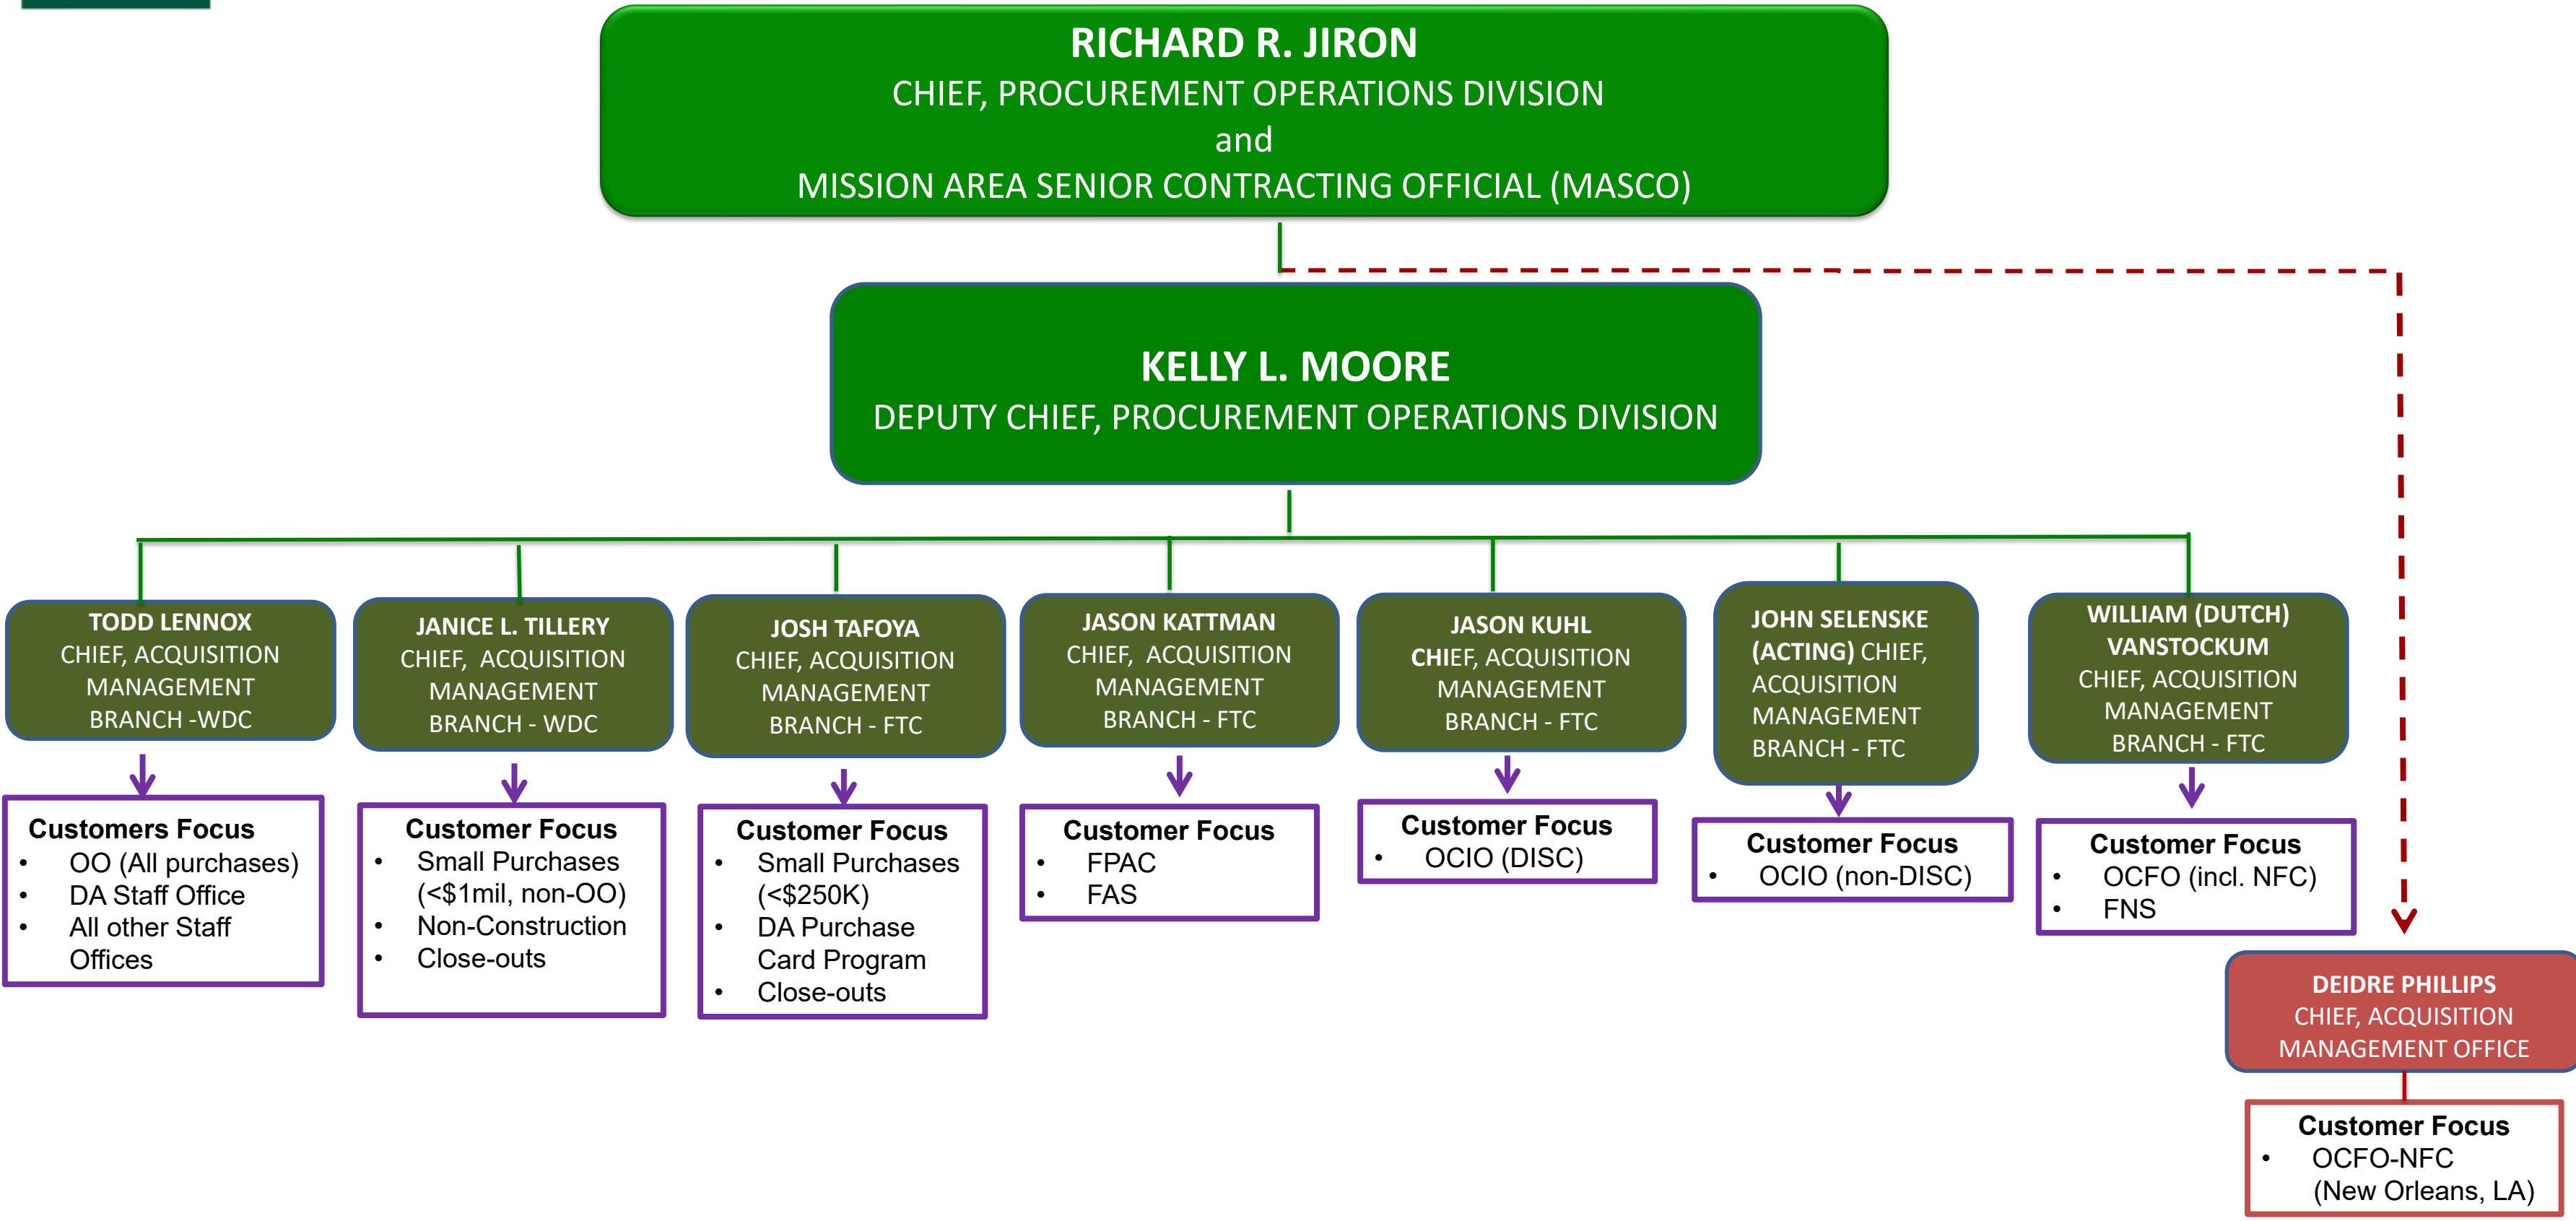 RICHARD R. JIRON
CHIEF, PROCUREMENT OPERATIONS DIVISION
and
MISSION AREA SENIOR CONTRACTING OFFICIAL (MASCO)
KELLY L. MOORE
DEPUTY CHIEF, PROCUREMENT OPERATIONS DIVISION
TODD LENNOX
CHIEF, ACQUISITION
MANAGEMENT
BRANCH -WDC
Customers Focus
• OO (All purchases)
• DA Staff Office
• All other Staff
Offices
JANICE L. TILLERY
CHIEF, ACQUISITION
MANAGEMENT
BRANCH - WDC
Customer Focus
• Small Purchases
(<$1mil, non-OO)
• Non-Construction
• Close-outs
JOSH TAFOYA
CHIEF, ACQUISITION
MANAGEMENT
BRANCH - FTC
Customer Focus
• Small Purchases
(<$250K)
• DA Purchase
Card Program
• Close-outs
JASON KATTMAN
CHIEF, ACQUISITION
MANAGEMENT
BRANCH - FTC
Customer Focus
• FPAC
• FAS
JASON KUHL
CHIEF, ACQUISITION
MANAGEMENT
BRANCH - FTC
Customer Focus
• OCIO (DISC)
JOHN SELENSKE
(ACTING) CHIEF,
ACQUISITION
MANAGEMENT
BRANCH - FTC
Customer Focus
• OCIO (non-DISC)
WILLIAM (DUTCH)
VANSTOCKUM
CHIEF, ACQUISITION
MANAGEMENT
BRANCH - FTC
Customer Focus
• OCFO (incl. NFC)
• FNS
DEIDRE PHILLIPS
CHIEF, ACQUISITION
MANAGEMENT OFFICE
Customer Focus
• OCFO-NFC
(New Orleans, LA)